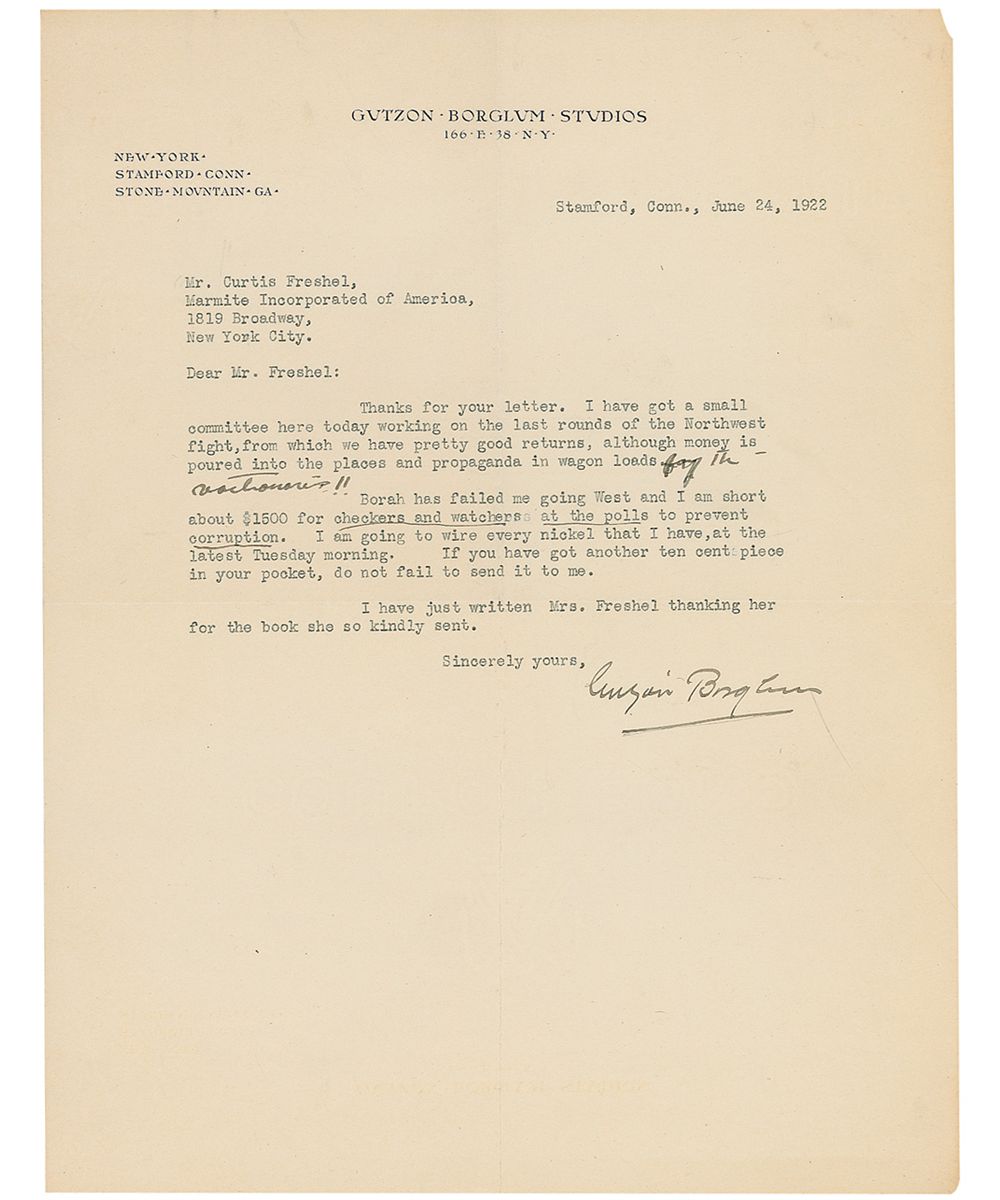 GVTZON · BORGLVM · STVDIOS
166 · E · 38 · N · Y ·
NEW · YORK ·
STAMFORD · CONN ·
STONE · MOVNTAIN · GA ·
Stamford, Conn., June 24, 1922
Mr. Curtis Freshel,
Marmite Incorporated of America,
1819 Broadway,
New York City.
Dear Mr. Freshel:
Thanks for your letter. I have got a small
committee here today working on the last rounds of the Northwest
fight,from which we have pretty good returns, although money is
poured into the places and propaganda in wagon loads
Borah has failed me going West and I am short
about $1500 for checkers and watchers at the polls to prevent
corruption. I am going to wire every nickel that I have,at the
latest Tuesday morning. If you have got another ten cent piece
in your pocket, do not fail to send it to me.
I have just written Mrs. Freshel thanking her
for the book she so kindly sent.
Sincerely yours,
Gutzon Borglum